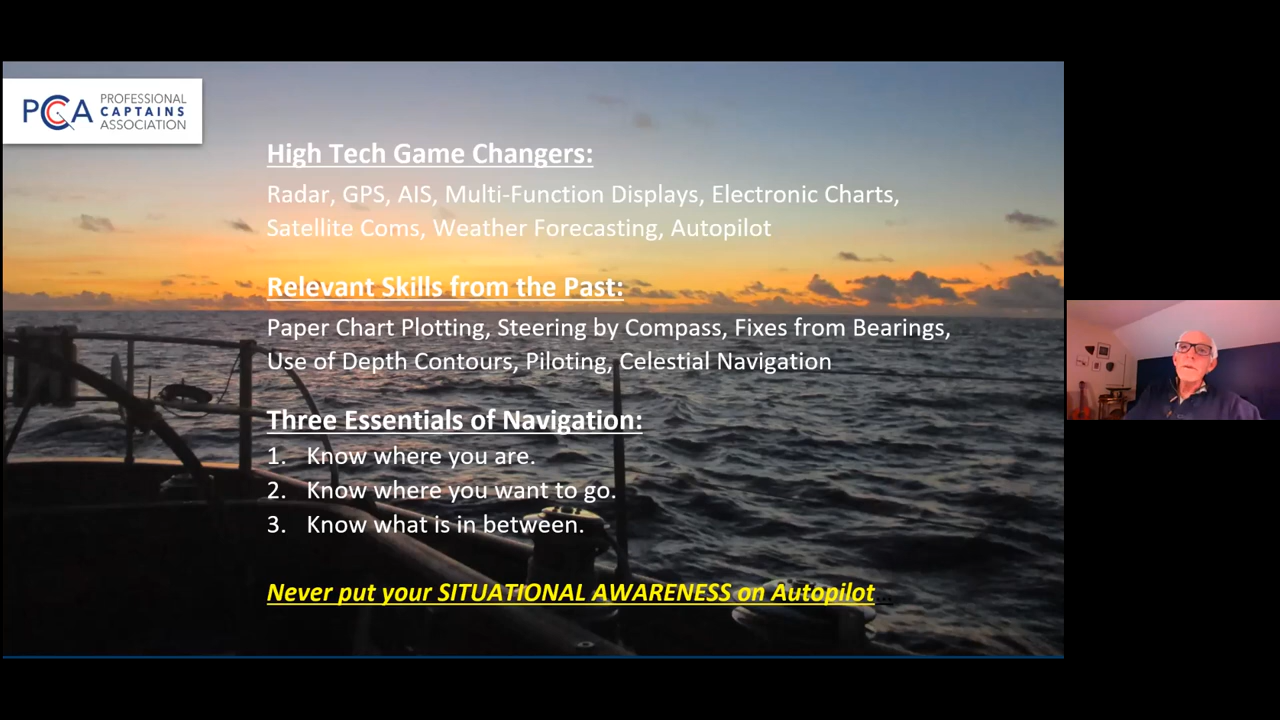 PCA PROFESSIONAL
CAPTAINS
ASSOCIATION
High Tech Game Changers:
Radar, GPS, AIS, Multi-Function Displays, Electronic Charts,
Satellite Coms, Weather Forecasting, Autopilot
Relevant Skills from the Past:
Paper Chart Plotting, Steering by Compass, Fixes from Bearings,
Use of Depth Contours, Piloting, Celestial Navigation
Three Essentials of Navigation:
1. Know where you are.
2. Know where you want to go.
3. Know what is in between.
Never put your SITUATIONAL AWARENESS on Autopilot...